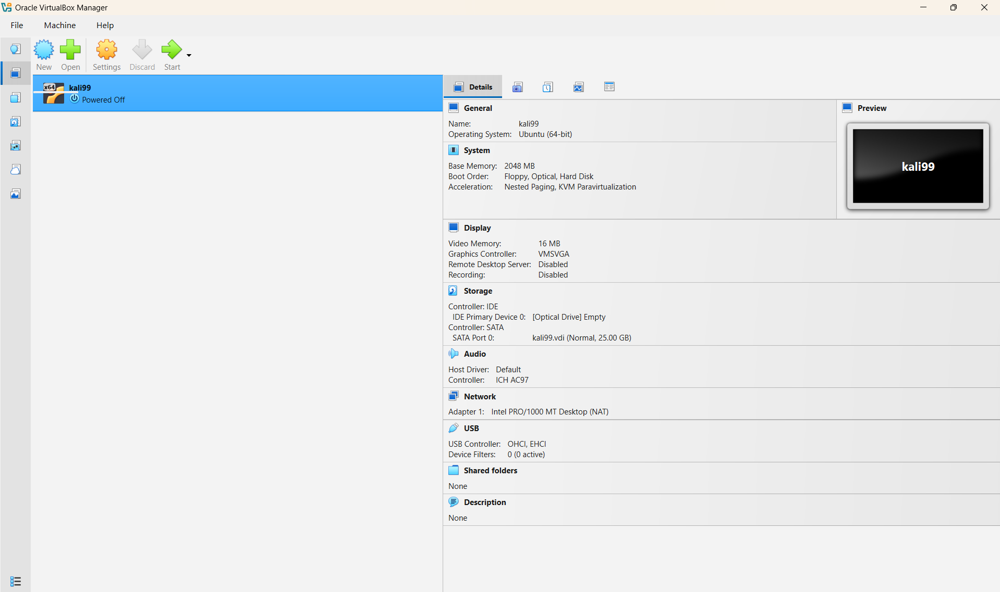 Oracle VirtualBox Manager
File Machine Help
New Open Settings Discard Start
x64 kali99
Powered Off
Details
General
Name: kali99
Operating System: Ubuntu (64-bit)
Preview
kali99
System
Base Memory: 2048 MB
Boot Order: Floppy, Optical, Hard Disk
Acceleration: Nested Paging, KVM Paravirtualization
Display
Video Memory: 16 MB
Graphics Controller: VMSVGA
Remote Desktop Server: Disabled
Recording: Disabled
Storage
Controller: IDE
IDE Primary Device 0: [Optical Drive] Empty
Controller: SATA
SATA Port 0: kali99.vdi (Normal, 25.00 GB)
Audio
Host Driver: Default
Controller: ICH AC97
Network
Adapter 1: Intel PRO/1000 MT Desktop (NAT)
USB
USB Controller: OHCI, EHCI
Device Filters: 0 (0 active)
Shared folders
None
Description
None